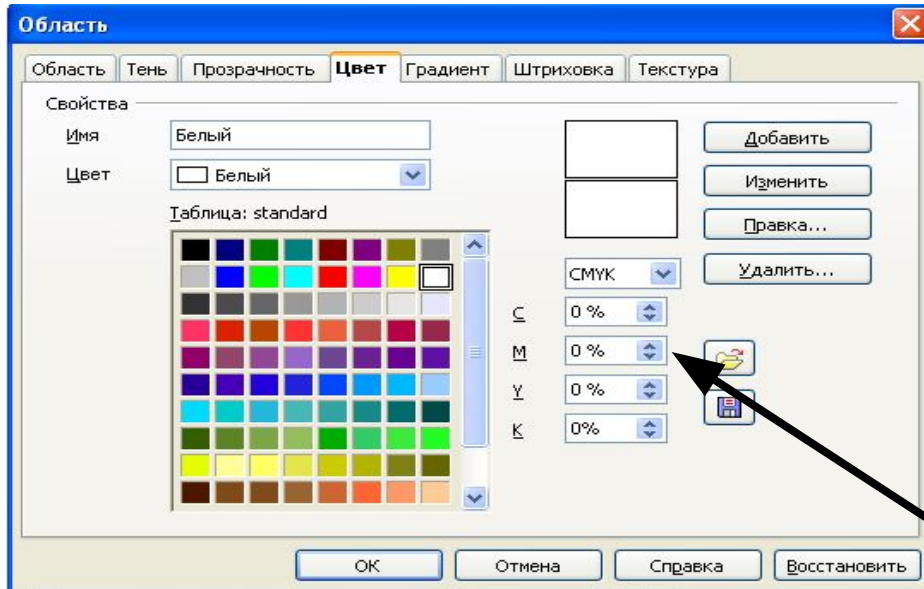 Область
Область Тень Прозрачность Цвет Градиент Штриховка Текстура
Свойства
Имя Белый Добавить
Цвет Белый Изменить
Таблица: standard Правка...
CMYK Удалить...
C 0 %
M 0 %
Y 0 %
K 0%
ОК Отмена Справка Восстановить